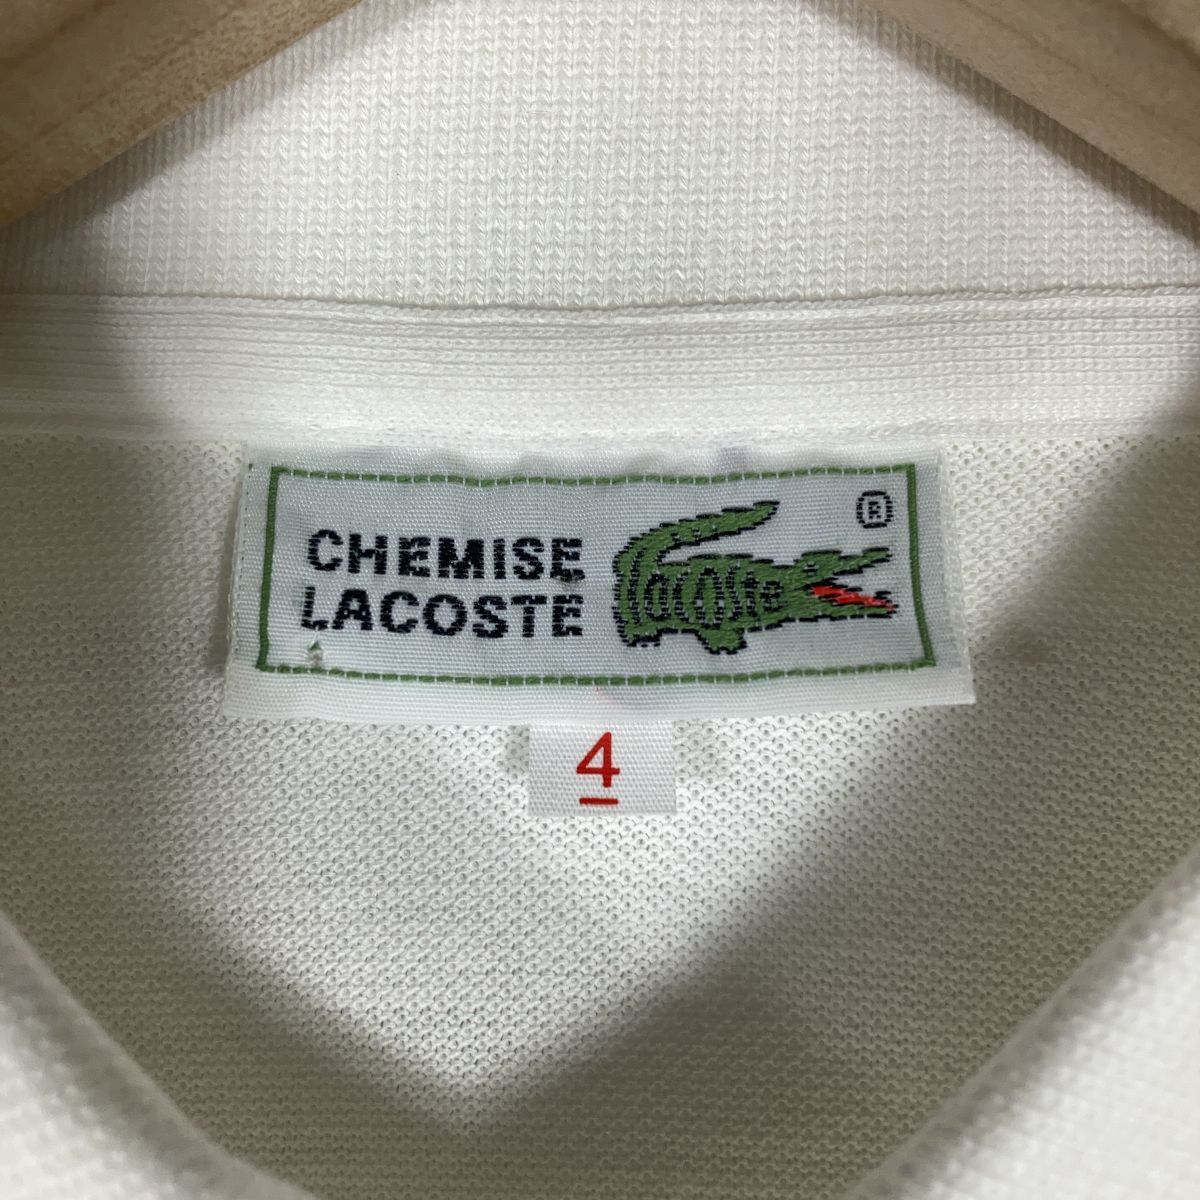 CHEMISE
LACOSTE
lacoste
®
4